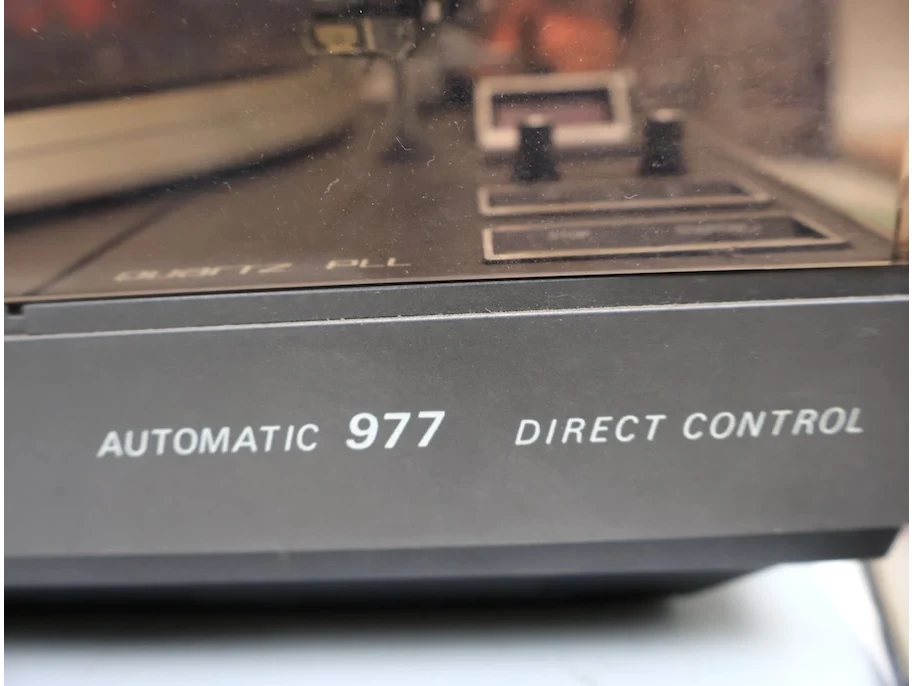 QUARTZ PLL
AUTOMATIC 977 DIRECT CONTROL